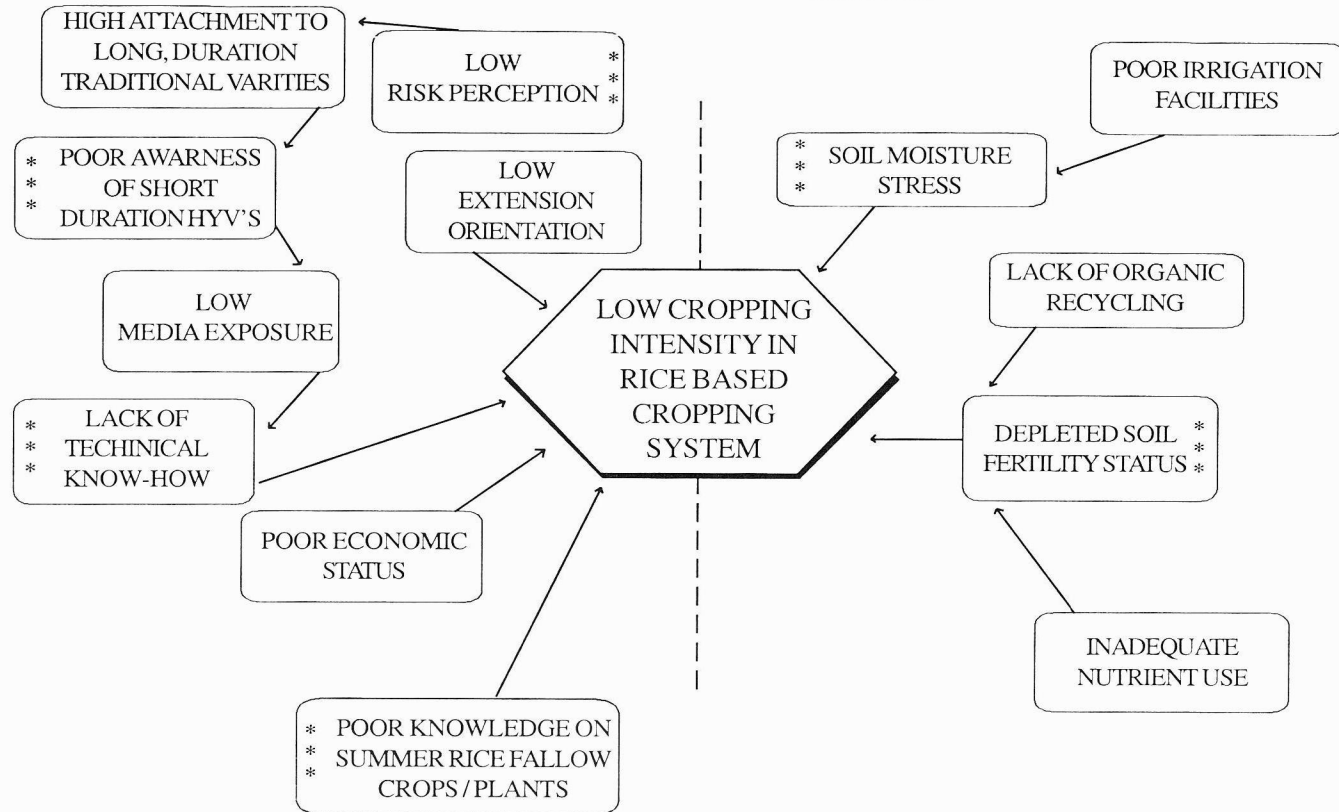 HIGH ATTACHMENT TO
LONG, DURATION
TRADITIONAL VARITIES
LOW
RISK PERCEPTION
*
*
*
POOR IRRIGATION
FACILITIES
* POOR AWARNESS
* OF SHORT
* DURATION HYV'S
LOW
EXTENSION
ORIENTATION
* SOIL MOISTURE
* STRESS
*
LOW
MEDIA EXPOSURE
LOW CROPPING
INTENSITY IN
RICE BASED
CROPPING
SYSTEM
LACK OF ORGANIC
RECYCLING
* LACK OF
* TECHINICAL
* KNOW-HOW
DEPLETED SOIL
FERTILITY STATUS
*
*
*
POOR ECONOMIC
STATUS
INADEQUATE
NUTRIENT USE
* POOR KNOWLEDGE ON
* SUMMER RICE FALLOW
* CROPS / PLANTS